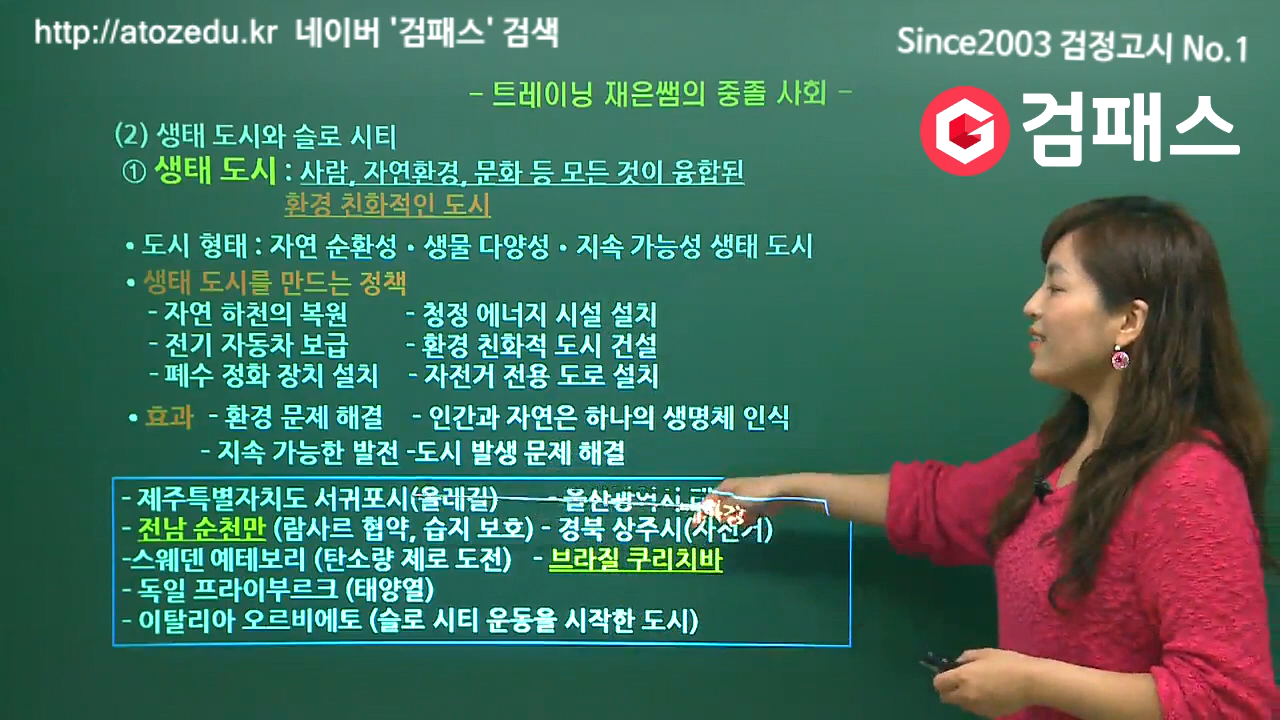 http://atozedu.kr 네이버 '검패스' 검색
Since2003 검정고시 No.1
검패스
- 트레이닝 재은쌤의 중졸 사회 -
(2) 생태 도시와 슬로 시티
① 생태 도시 : 사람, 자연환경, 문화 등 모든 것이 융합된
환경 친화적인 도시
• 도시 형태 : 자연 순환성 • 생물 다양성 • 지속 가능성 생태 도시
• 생태 도시를 만드는 정책
- 자연 하천의 복원 - 청정 에너지 시설 설치
- 전기 자동차 보급 - 환경 친화적 도시 건설
- 폐수 정화 장치 설치 - 자전거 전용 도로 설치
• 효과 - 환경 문제 해결 - 인간과 자연은 하나의 생명체 인식
- 지속 가능한 발전 -도시 발생 문제 해결
- 제주특별자치도 서귀포시(올레길) - 울산광역시
- 전남 순천만 (람사르 협약, 습지 보호) - 경북 상주시(자전거)
-스웨덴 예테보리 (탄소량 제로 도전) - 브라질 쿠리치바
- 독일 프라이부르크 (태양열)
- 이탈리아 오르비에토 (슬로 시티 운동을 시작한 도시)